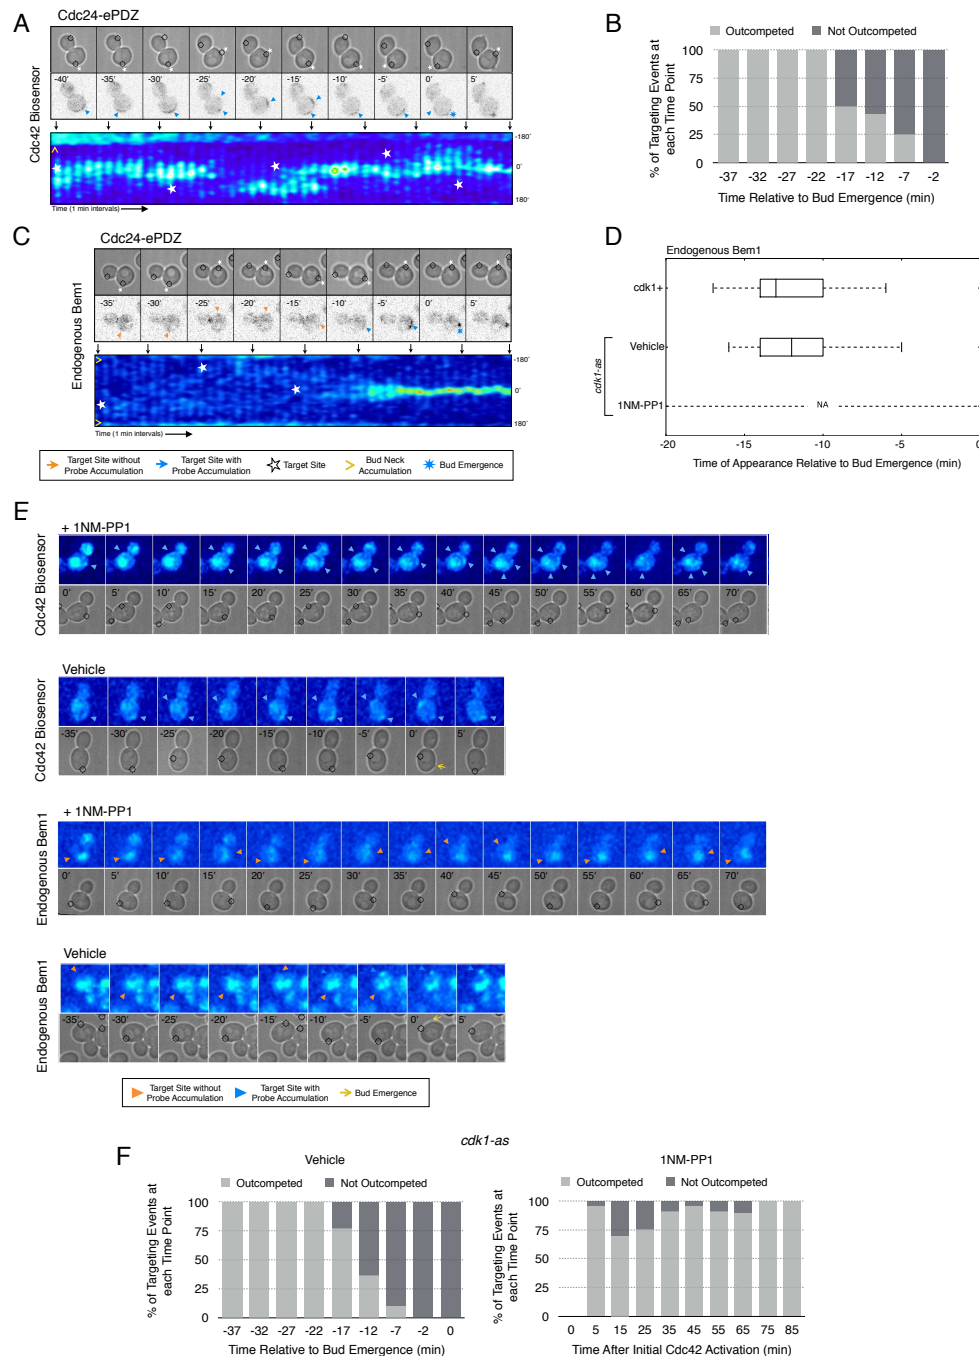 A
Cdc24-ePDZ
Cdc42 Biosensor
-40' -35' -30' -25' -20' -15' -10' -5' 0' 5'
-180˚
0˚
180˚
Time (1 min intervals)
B
Outcompeted Not Outcompeted
% of Targeting Events at
each Time Point
100
75
50
25
0
-37 -32 -27 -22 -17 -12 -7 -2
Time Relative to Bud Emergence (min)
C
Cdc24-ePDZ
Endogenous Bem1
-35' -30' -25' -20' -15' -10' -5' 0' 5'
-180˚
0˚
180˚
Time (1 min intervals)
Target Site without
Probe Accumulation
Target Site with
Probe Accumulation
Target Site
Bud Neck
Accumulation
Bud Emergence
D
Endogenous Bem1
cdk1+
Vehicle
cdk1-as
1NM-PP1
NA
-20 -15 -10 -5 0
Time of Appearance Relative to Bud Emergence (min)
E
+ 1NM-PP1
Cdc42 Biosensor
0' 5' 10' 15' 20' 25' 30' 35' 40' 45' 50' 55' 60' 65' 70'
Vehicle
Cdc42 Biosensor
-35' -30' -25' -20' -15' -10' -5' 0' 5'
+ 1NM-PP1
Endogenous Bem1
0' 5' 10' 15' 20' 25' 30' 35' 40' 45' 50' 55' 60' 65' 70'
Vehicle
Endogenous Bem1
-35' -30' -25' -20' -15' -10' -5' 0' 5'
Target Site without
Probe Accumulation
Target Site with
Probe Accumulation
Bud Emergence
F
cdk1-as
Vehicle
Outcompeted Not Outcompeted
% of Targeting Events at
each Time Point
100
75
50
25
0
-37 -32 -27 -22 -17 -12 -7 -2 0
Time Relative to Bud Emergence (min)
1NM-PP1
Outcompeted Not Outcompeted
% of Targeting Events at
each Time Point
100
75
50
25
0
0 5 15 25 35 45 55 65 75 85
Time After Initial Cdc42 Activation (min)